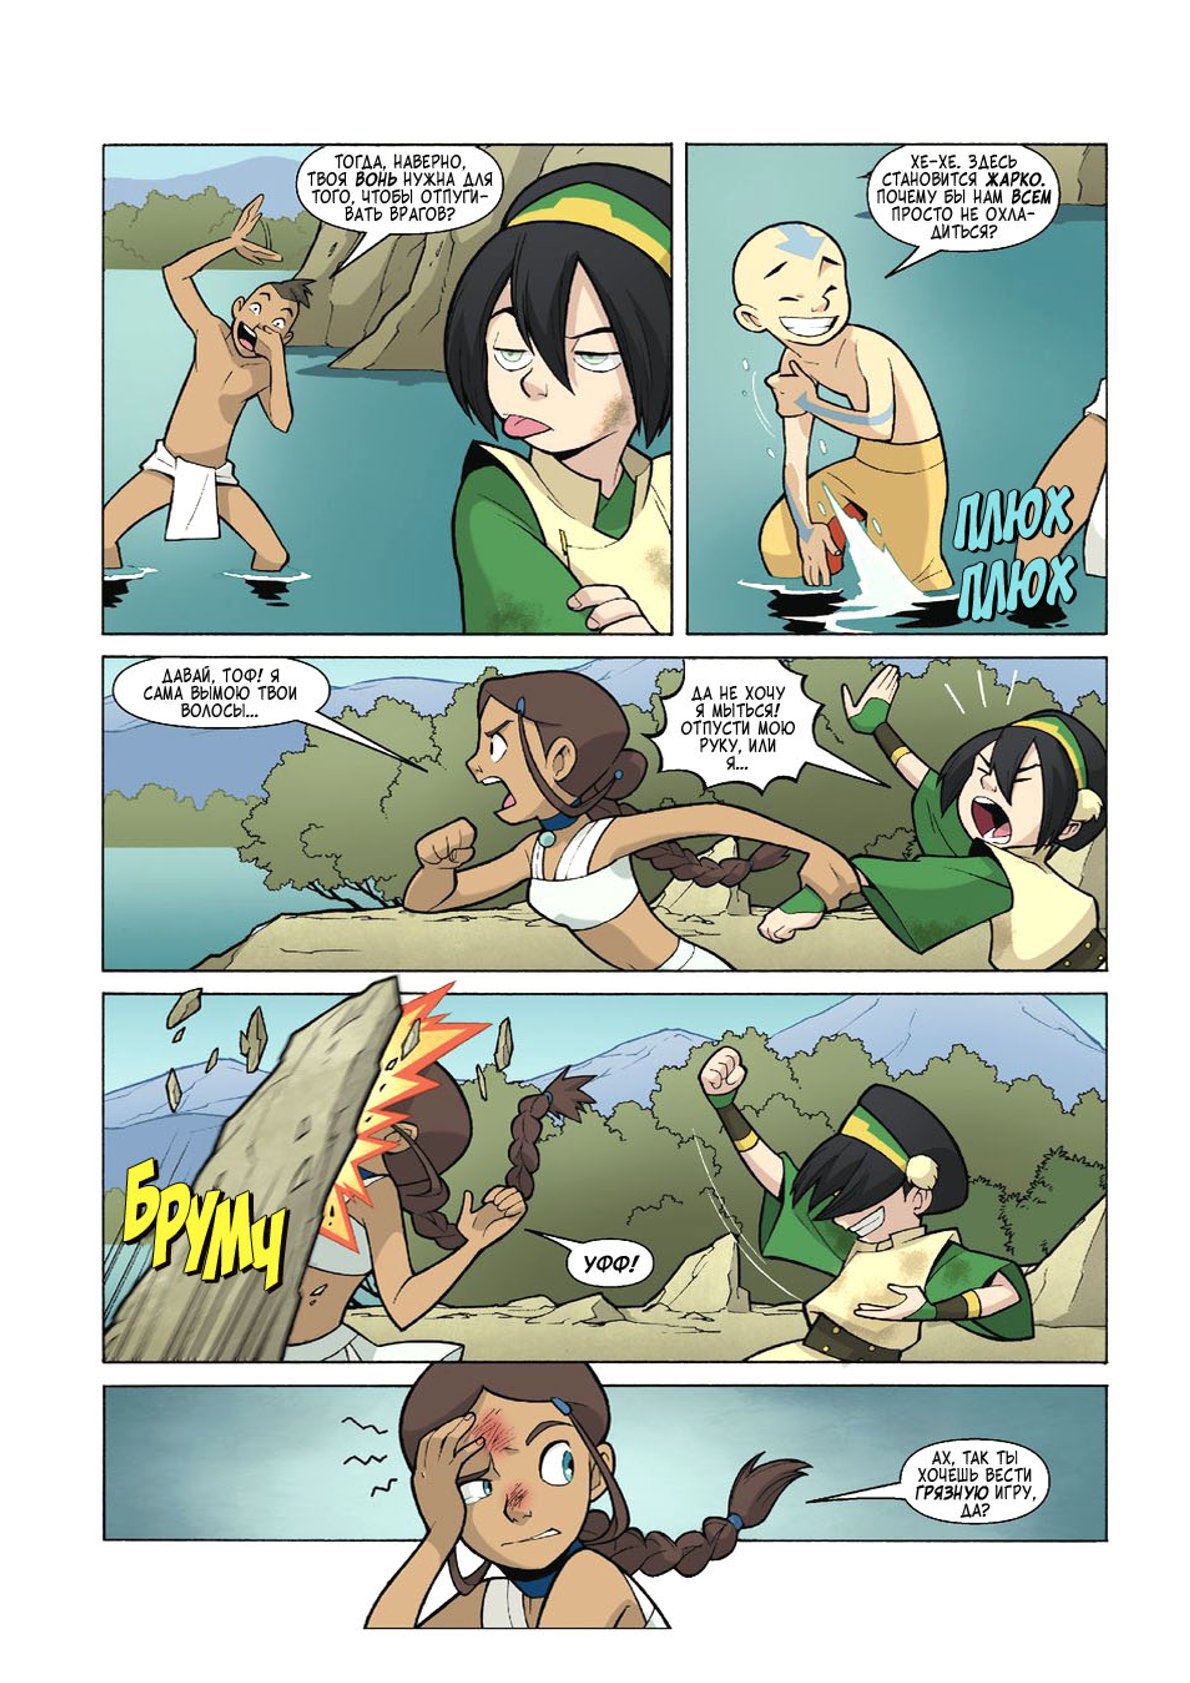 ТОГДА, НАВЕРНО,
ТВОЯ ВОНЬ НУЖНА ДЛЯ
ТОГО, ЧТОБЫ ОТПУГИ-
ВАТЬ ВРАГОВ?
ХЕ-ХЕ. ЗДЕСЬ
СТАНОВИТСЯ ЖАРКО.
ПОЧЕМУ БЫ НАМ ВСЕМ
ПРОСТО НЕ ОХЛА-
ДИТЬСЯ?
ПЛЮХ
ПЛЮХ
ДАВАЙ, ТОФ! Я
САМА ВЫМОЮ ТВОИ
ВОЛОСЫ...
ДА НЕ ХОЧУ
Я МЫТЬСЯ!
ОТПУСТИ МОЮ
РУКУ, ИЛИ
Я...
БРУМЧ
УФФ!
АХ, ТАК ТЫ
ХОЧЕШЬ ВЕСТИ
ГРЯЗНУЮ ИГРУ,
ДА?